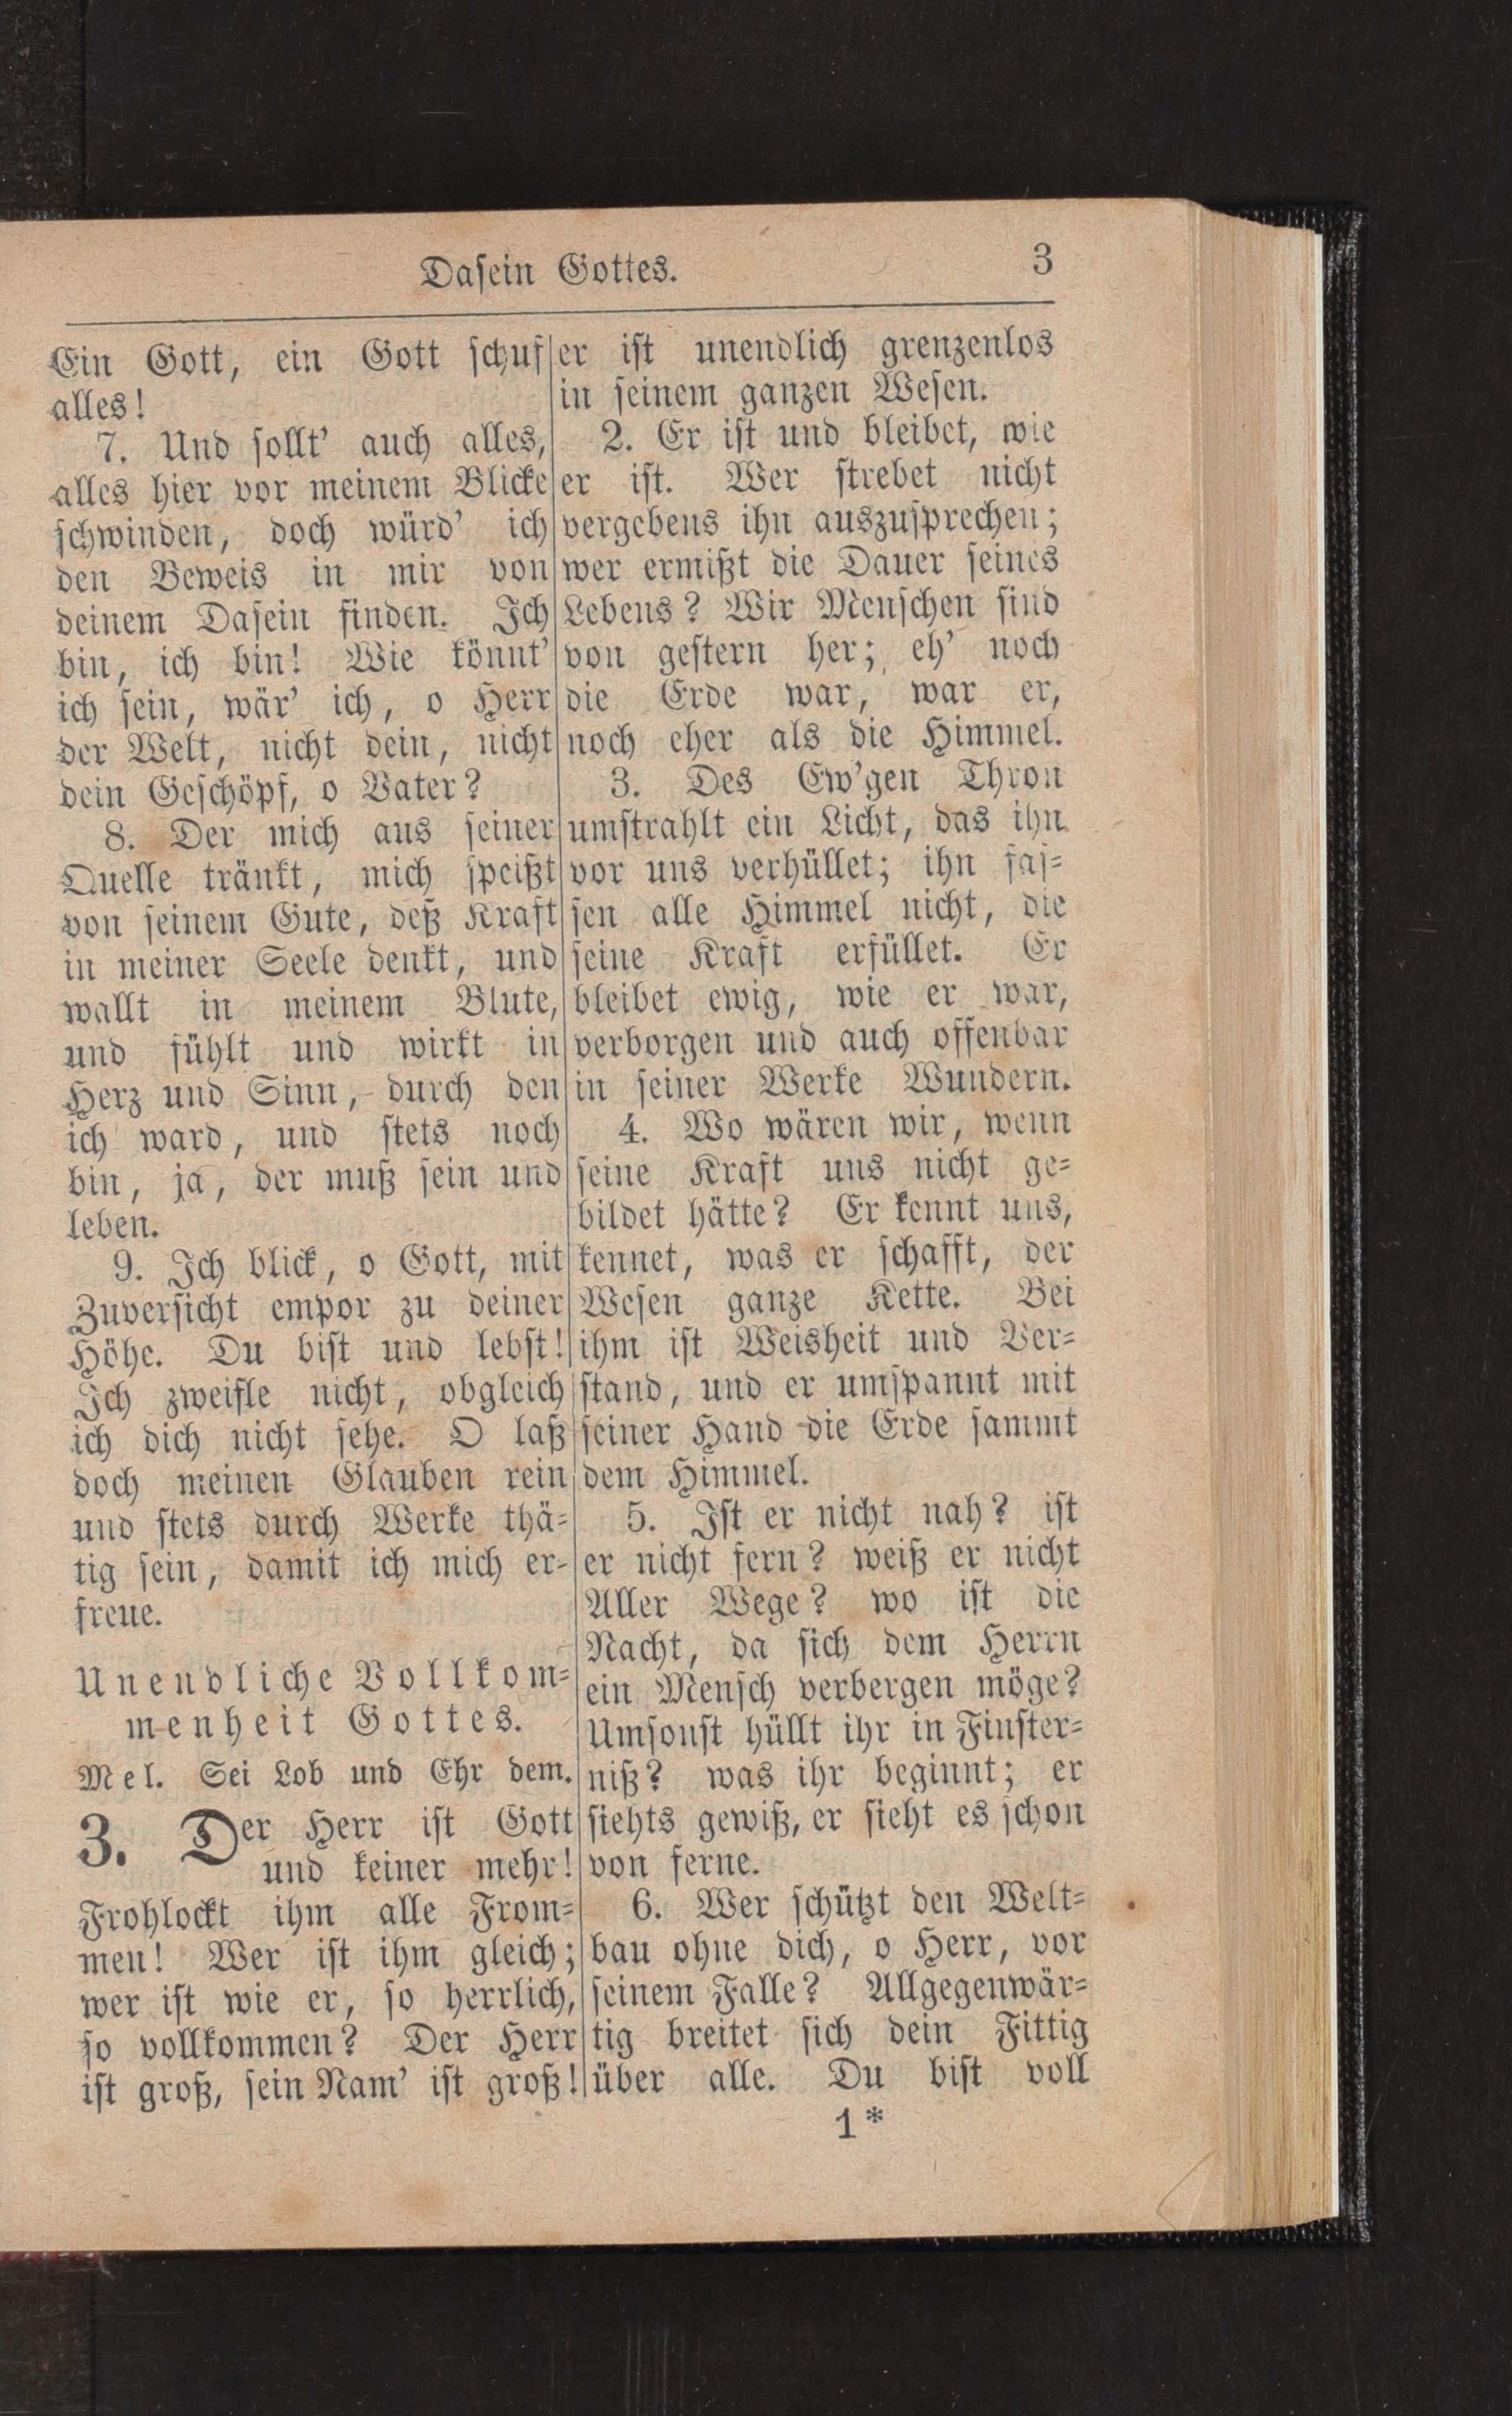 Dasein Gottes.
3
Ein Gott, ein Gott schuf
alles!
7. Und sollt' auch alles,
alles hier vor meinem Blicke
schwinden, doch würd' ich
den Beweis in mir von
deinem Dasein finden. Ich
bin, ich bin! Wie könnt'
ich sein, wär' ich, o Herr
der Welt, nicht dein, nicht
dein Geschöpf, o Vater?
8. Der mich aus seiner
Quelle tränkt, mich speißt
von seinem Gute, deß Kraft
in meiner Seele denkt, und
wallt in meinem Blute,
und fühlt und wirkt in
Herz und Sinn, durch den
ich ward, und stets noch
bin, ja, der muß sein und
leben.
9. Ich blick, o Gott, mit
Zuversicht empor zu deiner
Höhe. Du bist und lebst!
Ich zweifle nicht, obgleich
ich dich nicht sehe. O laß
doch meinen Glauben rein
und stets durch Werke thä-
tig sein, damit ich mich er-
freue.
Unendliche Vollkom-
menheit Gottes.
Mel. Sei Lob und Ehr dem.
3. Der Herr ist Gott
und keiner mehr!
Frohlockt ihm alle From-
men! Wer ist ihm gleich;
wer ist wie er, so herrlich,
so vollkommen? Der Herr
ist groß, sein Nam' ist groß!
er ist unendlich grenzenlos
in seinem ganzen Wesen.
2. Er ist und bleibet, wie
er ist. Wer strebet nicht
vergebens ihn auszusprechen;
wer ermißt die Dauer seines
Lebens? Wir Menschen sind
von gestern her; eh' noch
die Erde war, war er,
noch eher als die Himmel.
3. Des Ew'gen Thron
umstrahlt ein Licht, das ihn
vor uns verhüllet; ihn fas-
sen alle Himmel nicht, die
seine Kraft erfüllet. Er
bleibet ewig, wie er war,
verborgen und auch offenbar
in seiner Werke Wundern.
4. Wo wären wir, wenn
seine Kraft uns nicht ge-
bildet hätte? Er kennt uns,
kennet, was er schafft, der
Wesen ganze Kette. Bei
ihm ist Weisheit und Ver-
stand, und er umspannt mit
seiner Hand die Erde sammt
dem Himmel.
5. Ist er nicht nah? ist
er nicht fern? weiß er nicht
Aller Wege? wo ist die
Nacht, da sich dem Herrn
ein Mensch verbergen möge?
Umsonst hüllt ihr in Finster-
niß? was ihr beginnt; er
siehts gewiß, er sieht es schon
von ferne.
6. Wer schützt den Welt-
bau ohne dich, o Herr, vor
seinem Falle? Allgegenwär-
tig breitet sich dein Fittig
über alle. Du bist voll
1*